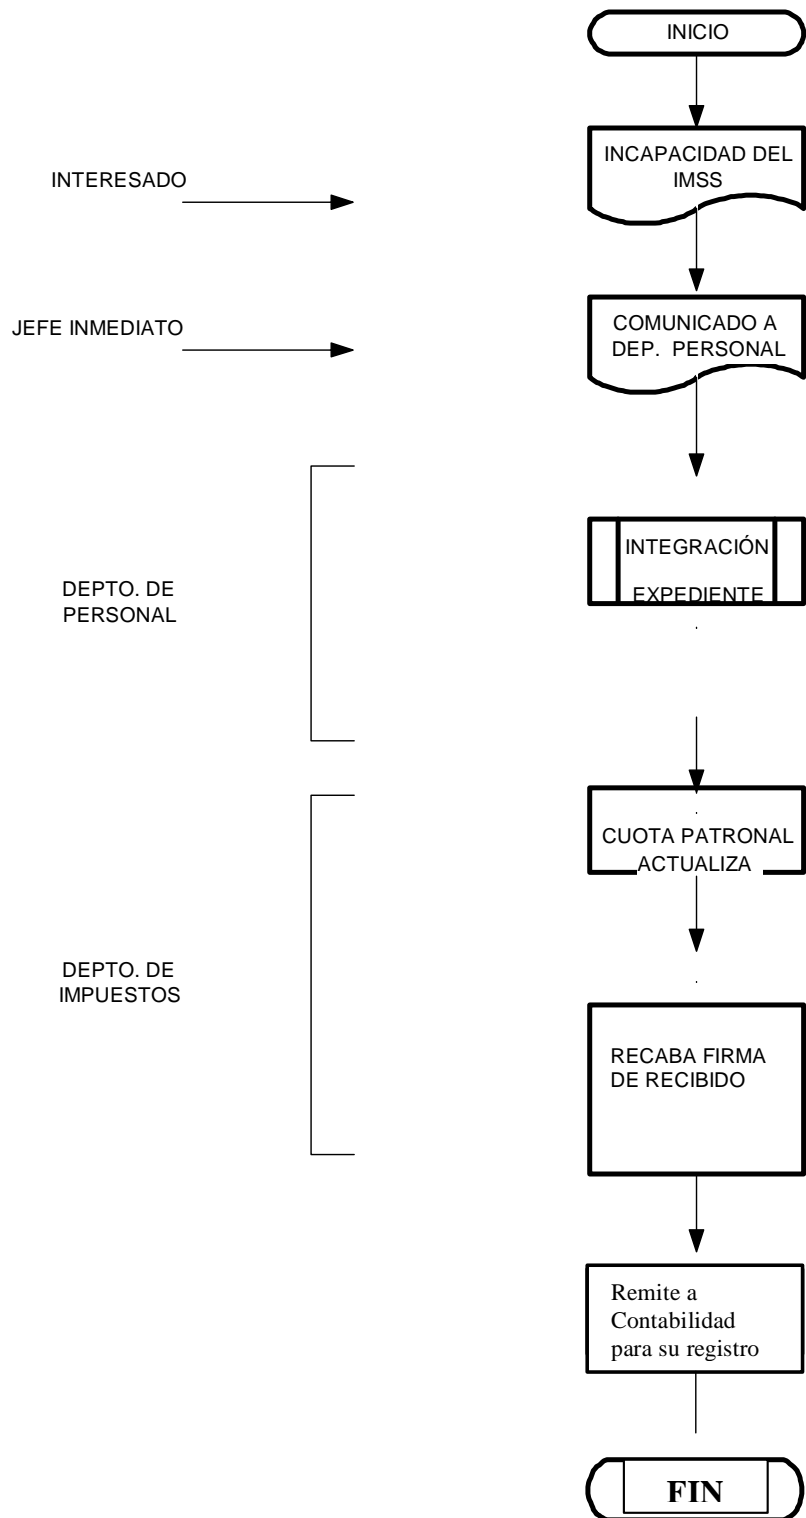 INICIO
INCAPACIDAD DEL
IMSS
INTERESADO
JEFE INMEDIATO
COMUNICADO A
DEP. PERSONAL
INTEGRACIÓN
EXPEDIENTE
DEPTO. DE
PERSONAL
CUOTA PATRONAL
ACTUALIZA
DEPTO. DE
IMPUESTOS
RECABA FIRMA
DE RECIBIDO
Remite a
Contabilidad
para su registro
FIN